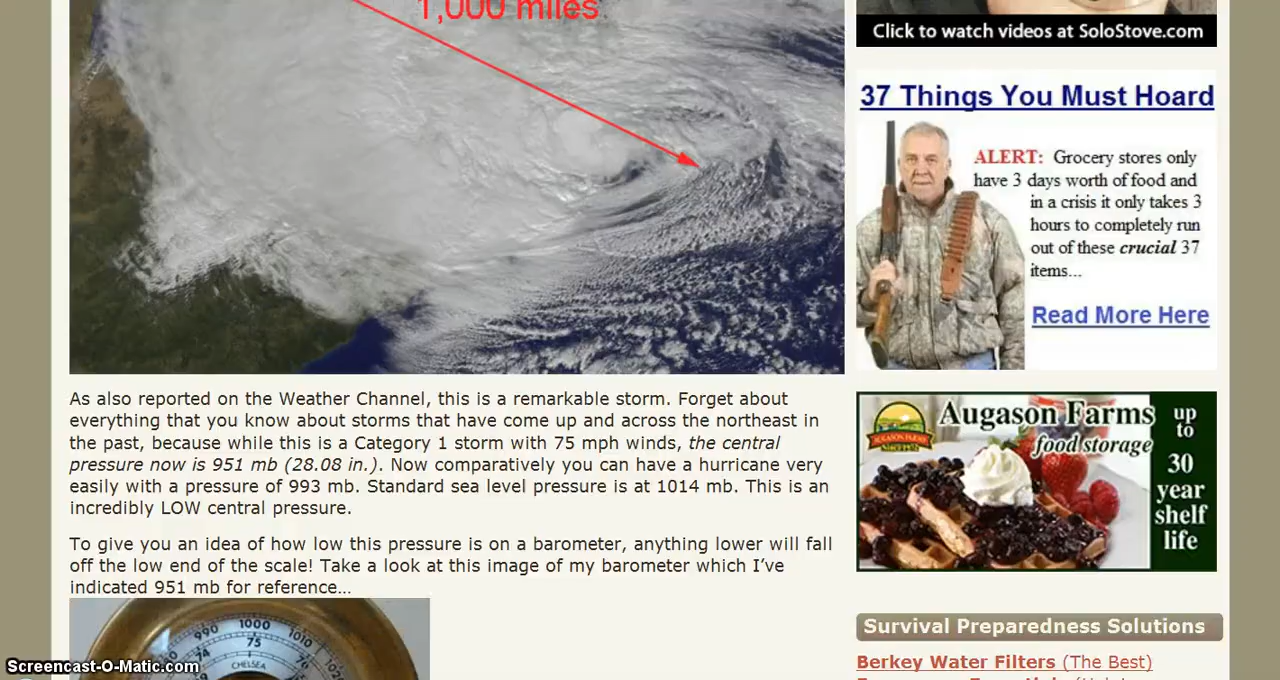 1,000 miles
As also reported on the Weather Channel, this is a remarkable storm. Forget about
everything that you know about storms that have come up and across the northeast in
the past, because while this is a Category 1 storm with 75 mph winds, the central
pressure now is 951 mb (28.08 in.). Now comparatively you can have a hurricane very
easily with a pressure of 993 mb. Standard sea level pressure is at 1014 mb. This is an
incredibly LOW central pressure.
To give you an idea of how low this pressure is on a barometer, anything lower will fall
off the low end of the scale! Take a look at this image of my barometer which I’ve
indicated 951 mb for reference…
990 1000 1010
75
CHELSEA
Screencast-O-Matic.com
Click to watch videos at SoloStove.com
37 Things You Must Hoard
ALERT: Grocery stores only
have 3 days worth of food and
in a crisis it only takes 3
hours to completely run
out of these crucial 37
items...
Read More Here
Augason Farms
food storage
AUGASON FARMS
up
to
30
year
shelf
life
Survival Preparedness Solutions
Berkey Water Filters (The Best)